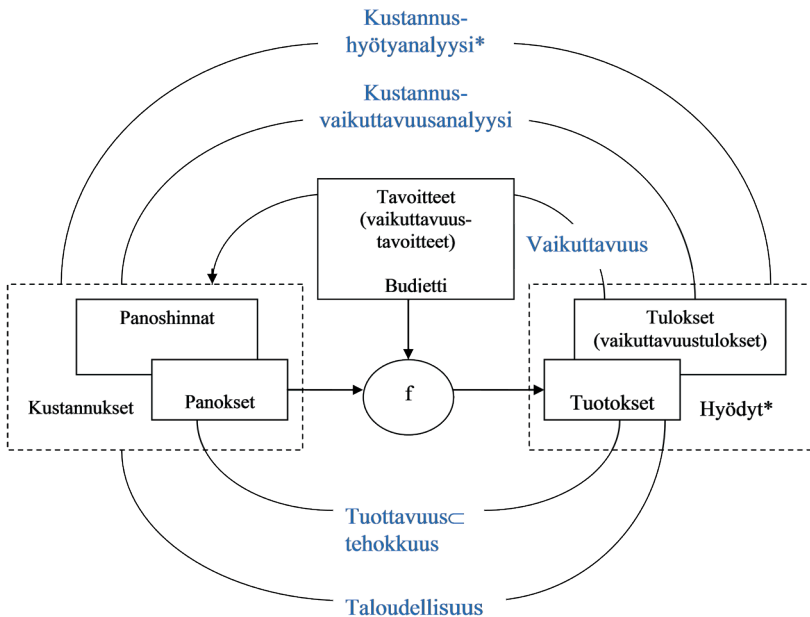 Kustannus-
hyötyanalyysi*
Kustannus-
vaikuttavuusanalyysi
Tavoitteet
(vaikuttavuus-
tavoitteet)
Budjetti
Vaikuttavuus
Panoshinnat
Kustannukset
Panokset
f
Tulokset
(vaikuttavuustulokset)
Tuotokset
Hyödyt*
Tuottavuus⊂
tehokkuus
Taloudellisuus